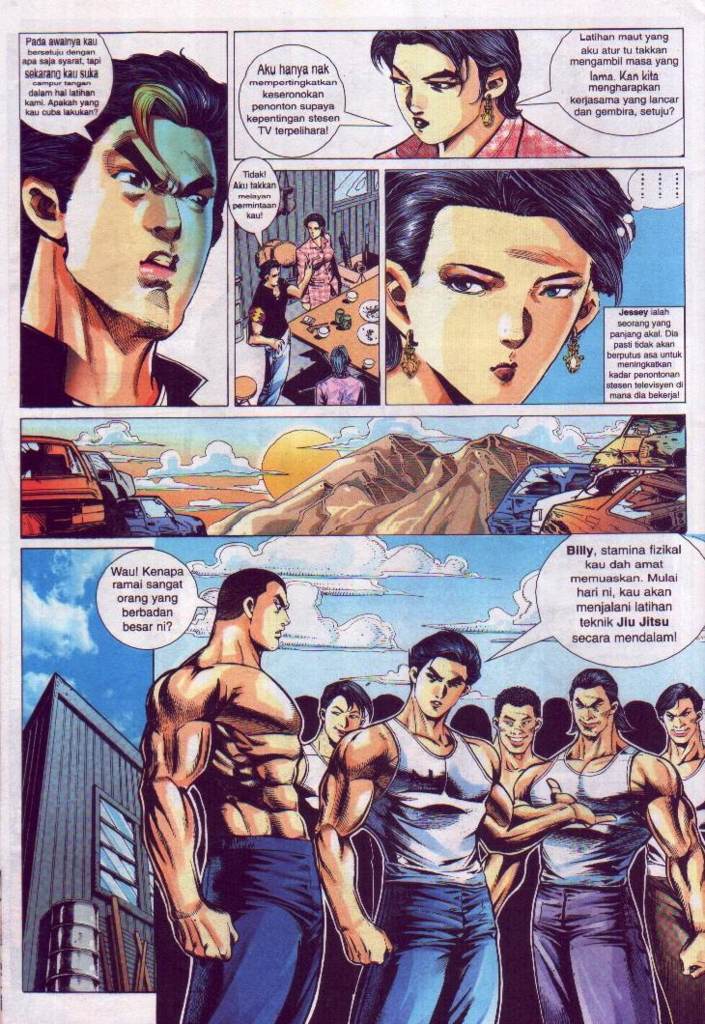 Pada awalnya kau
bersetuju dengan
apa saja syarat, tapi
sekarang kau suka
campur tangan
dalam hal latihan
kami. Apakah yang
kau cuba lakukan?
Aku hanya nak
mempertingkatkan
keseronokan
penonton supaya
kepentingan stesen
TV terpelihara!
Latihan maut yang
aku atur tu takkan
mengambil masa yang
lama. Kan kita
mengharapkan
kerjasama yang lancar
dan gembira, setuju?
Tidak!
Aku takkan
melayan
permintaan
kau!
Jessey ialah
seorang yang
panjang akal. Dia
pasti tidak akan
berputus asa untuk
meningkatkan
kadar penontonan
stesen televisyen di
mana dia bekerja!
Wau! Kenapa
ramai sangat
orang yang
berbadan
besar ni?
Billy, stamina fizikal
kau dah amat
memuaskan. Mulai
hari ni, kau akan
menjalani latihan
teknik Jiu Jitsu
secara mendalam!